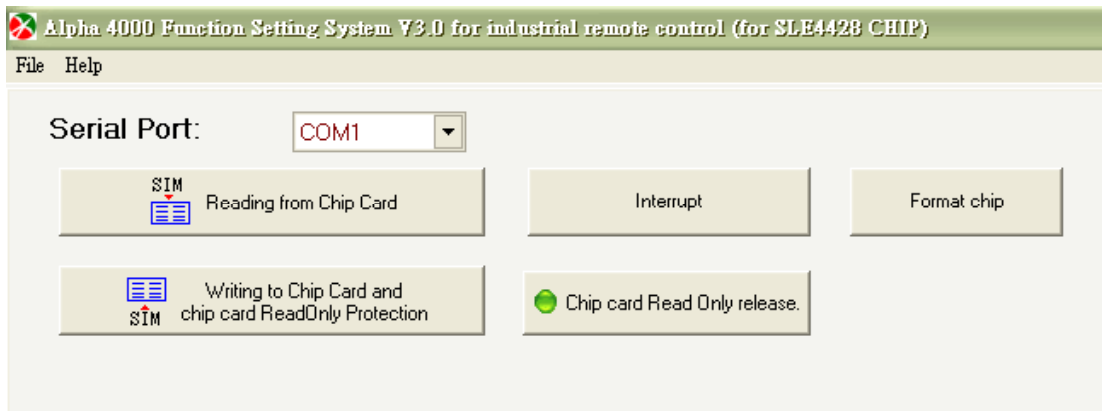 Alpha 4000 Function Setting System V3.0 for industrial remote control (for SLE4428 CHIP)
File Help
Serial Port: COM1
SIM
Reading from Chip Card
Interrupt
Format chip
Writing to Chip Card and
chip card ReadOnly Protection
SIM
Chip card Read Only release.